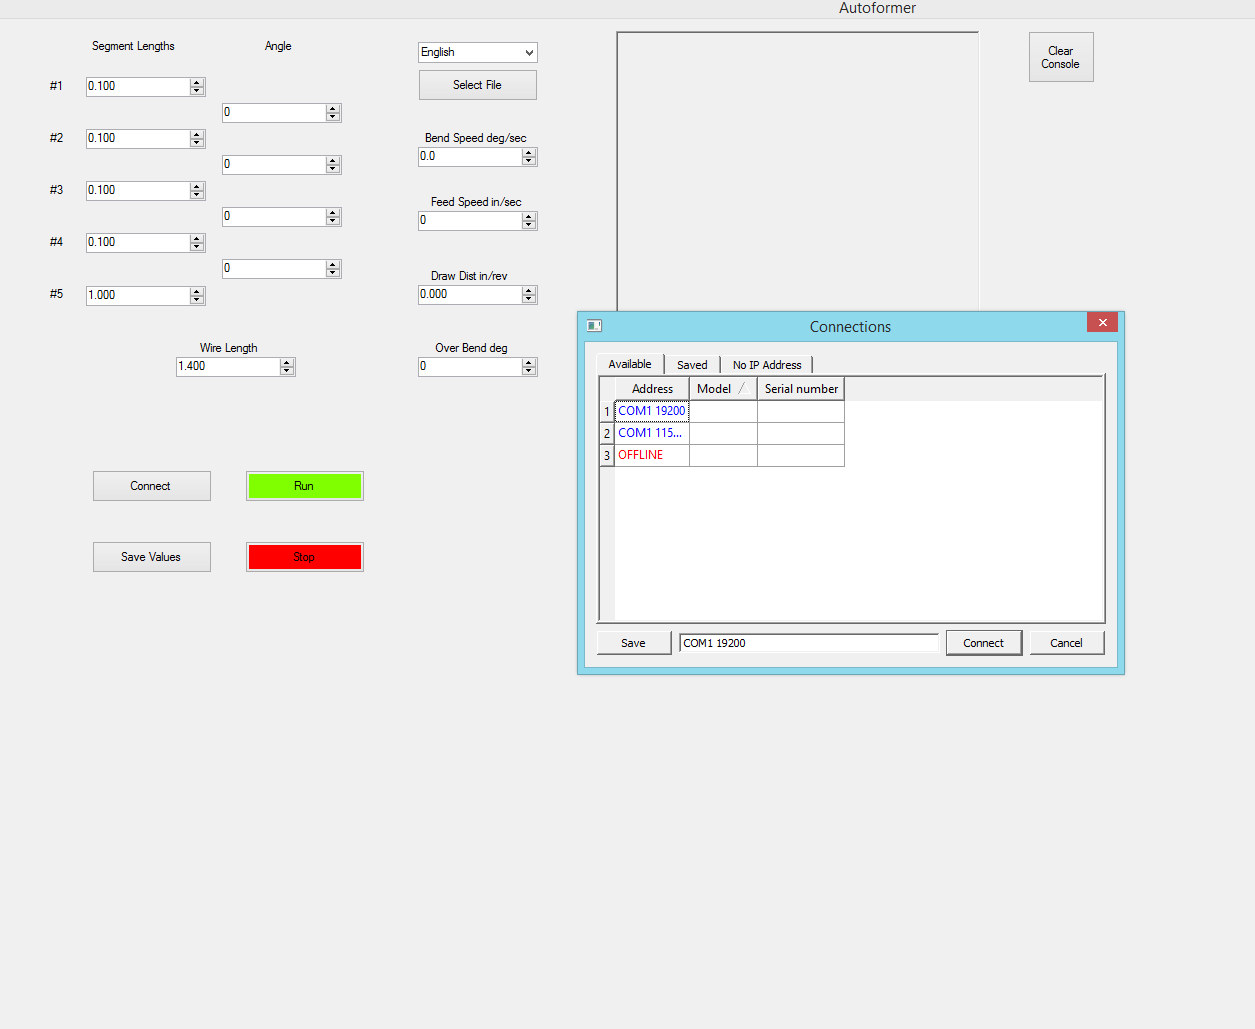 Autoformer
Segment Lengths
Angle
English
Select File
Clear
Console
#1
0.100
0
#2
0.100
0
#3
0.100
0
#4
0.100
0
#5
1.000
Bend Speed deg/sec
0.0
Feed Speed in/sec
0
Draw Dist in/rev
0.000
Wire Length
1.400
Over Bend deg
0
Connect
Run
Save Values
Stop
Connections
Available
Saved
No IP Address
Address
Model
Serial number
1
COM1 19200
2
COM1 115...
3
OFFLINE
Save
COM1 19200
Connect
Cancel